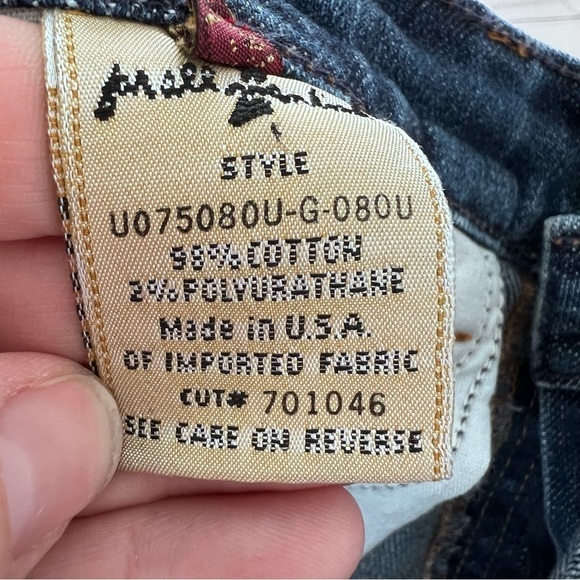 STYLE
U075080U-G-080U
98% COTTON
2% POLYURATHANE
Made in U.S.A.
OF IMPORTED FABRIC
CUT# 701046
SEE CARE ON REVERSE